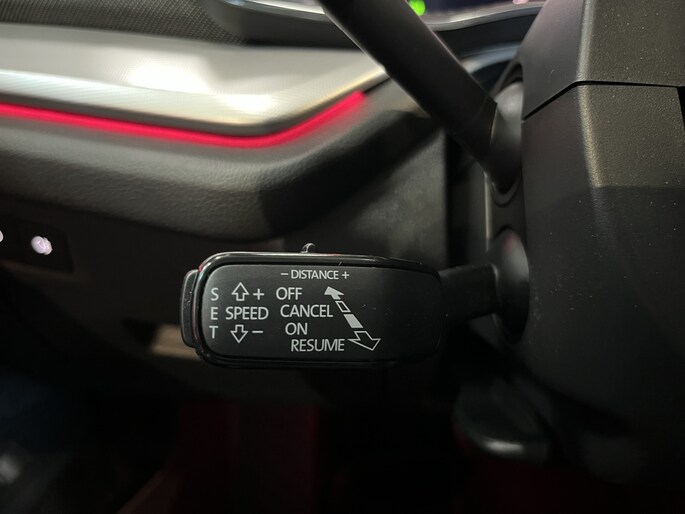 − DISTANCE +
S + OFF
E SPEED CANCEL
T − ON
RESUME